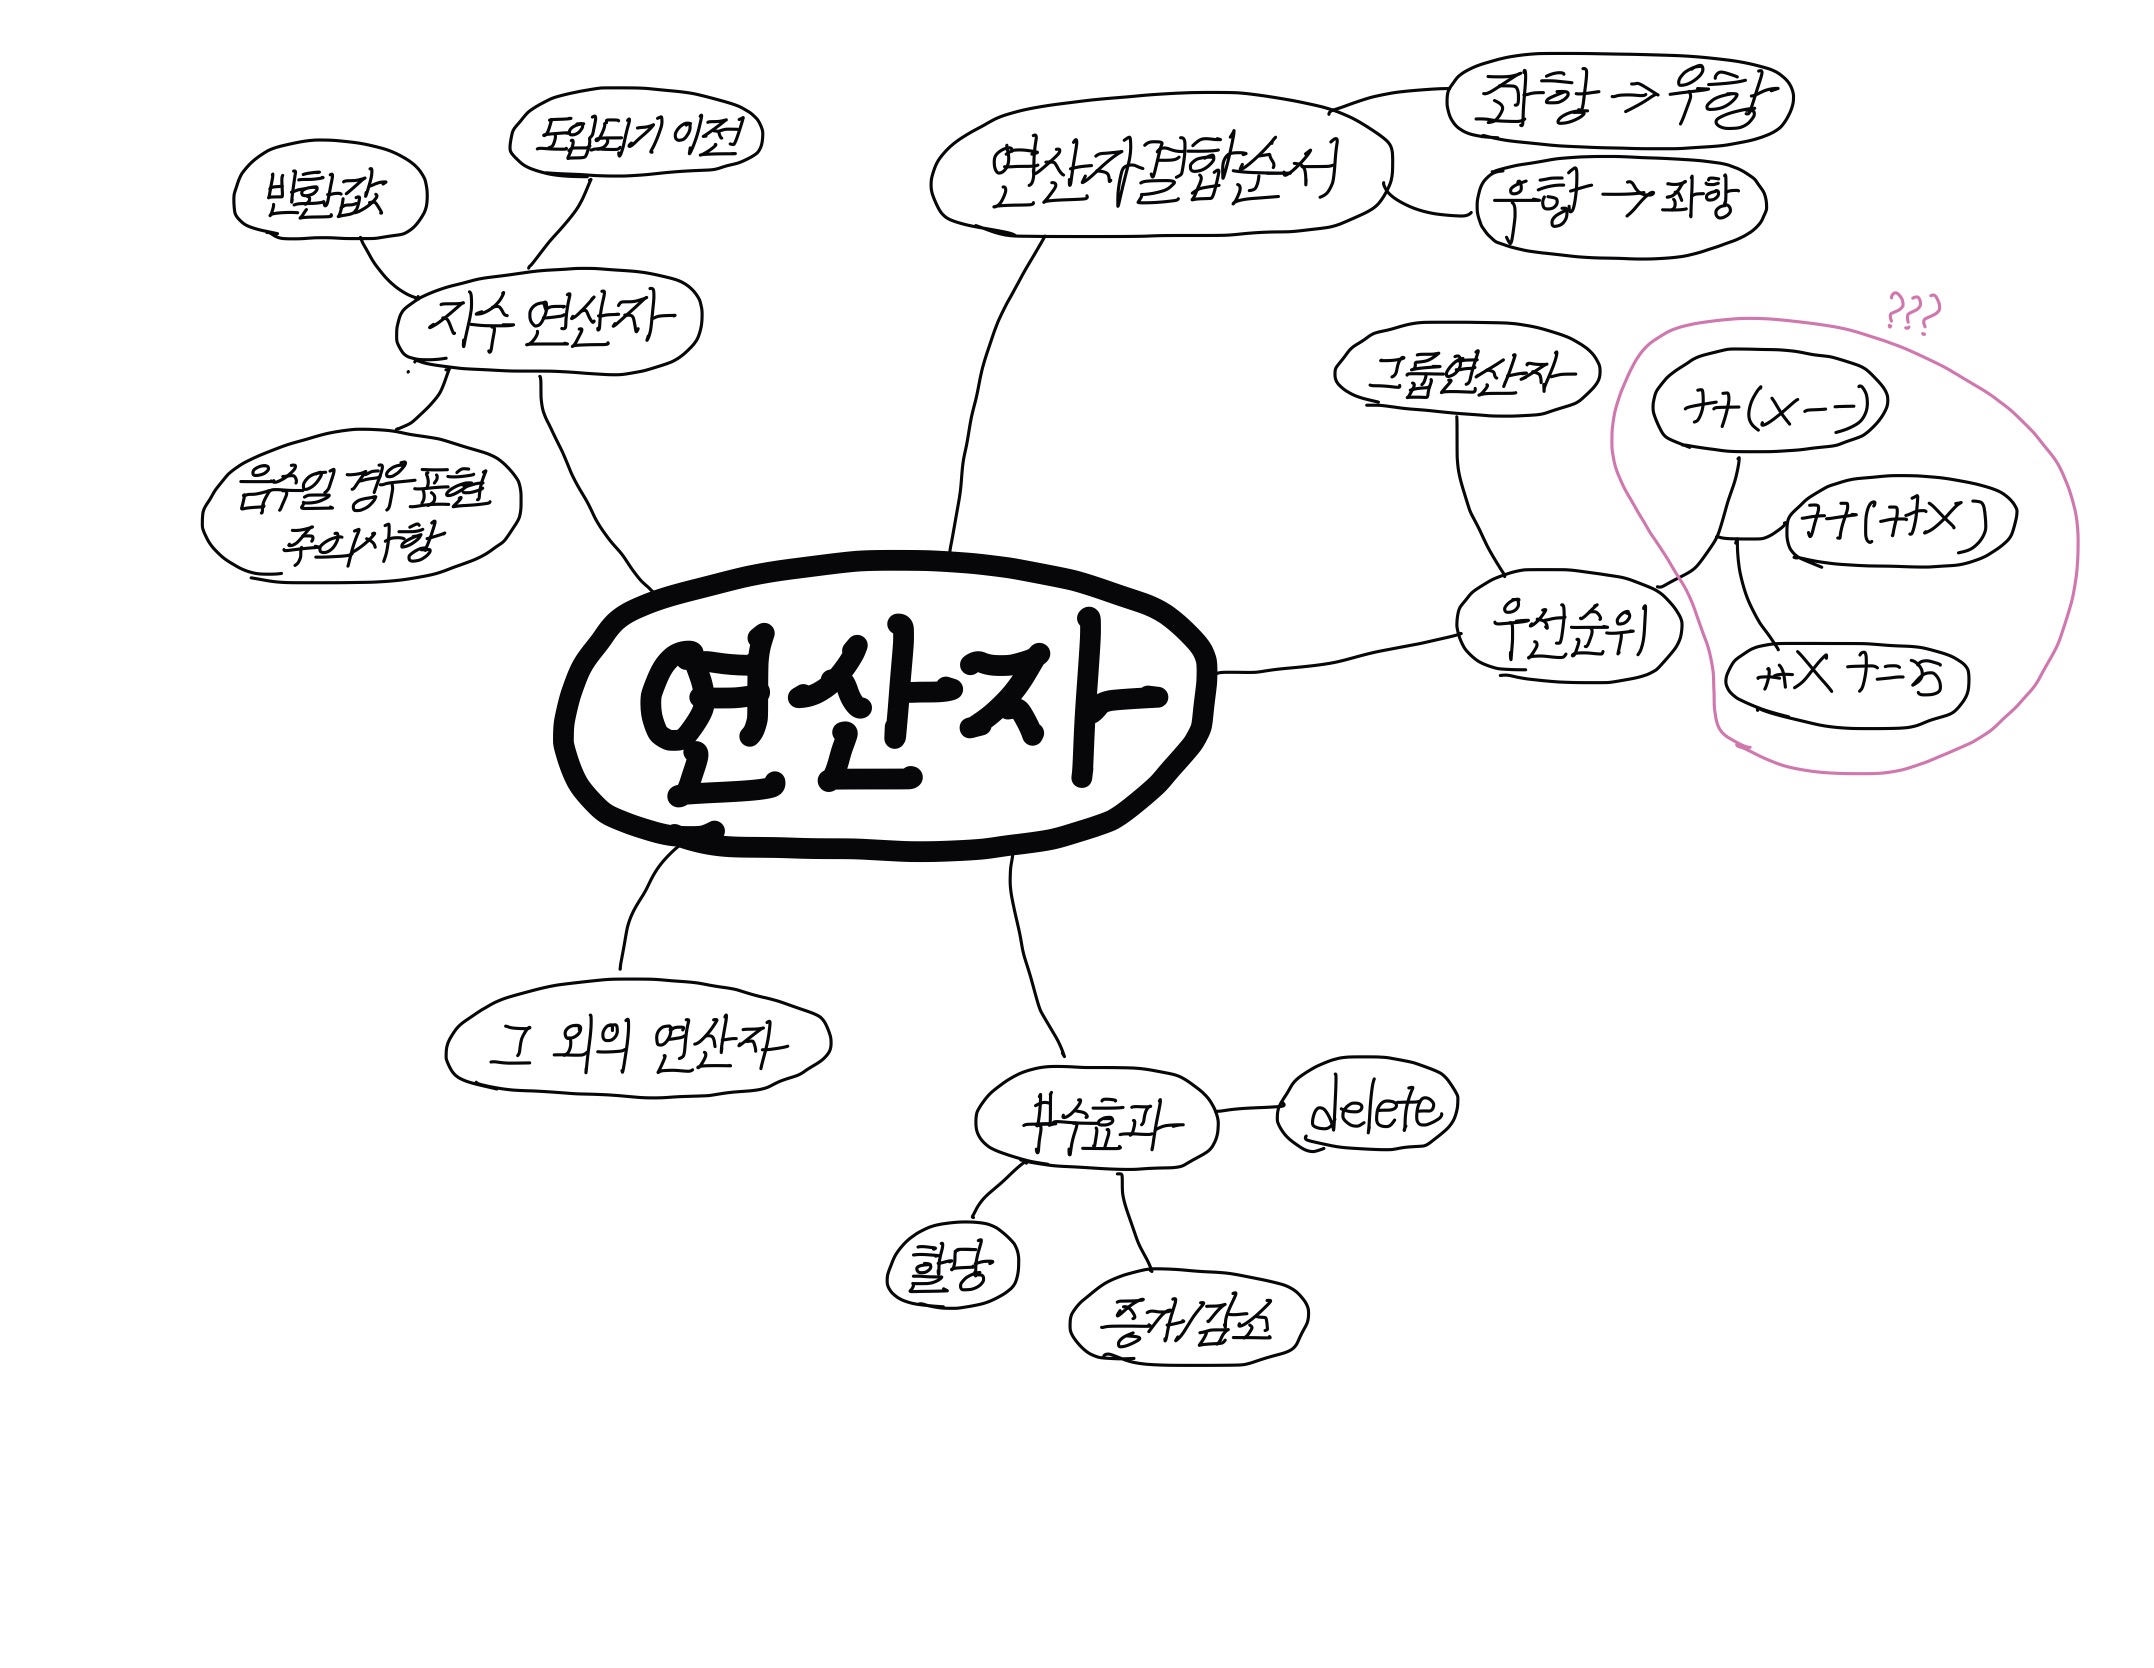 도입되기 이전
반환값
지수 연산자
음수일 경우 표현
주의사항
연산자 결합 순서
좌항 → 우항
우항 → 좌항
???
그룹연산자
++(x--)
++(++x)
우선순위
++x += 5
연산자
그 외의 연산자
부수효과
delete
할당
증가/감소